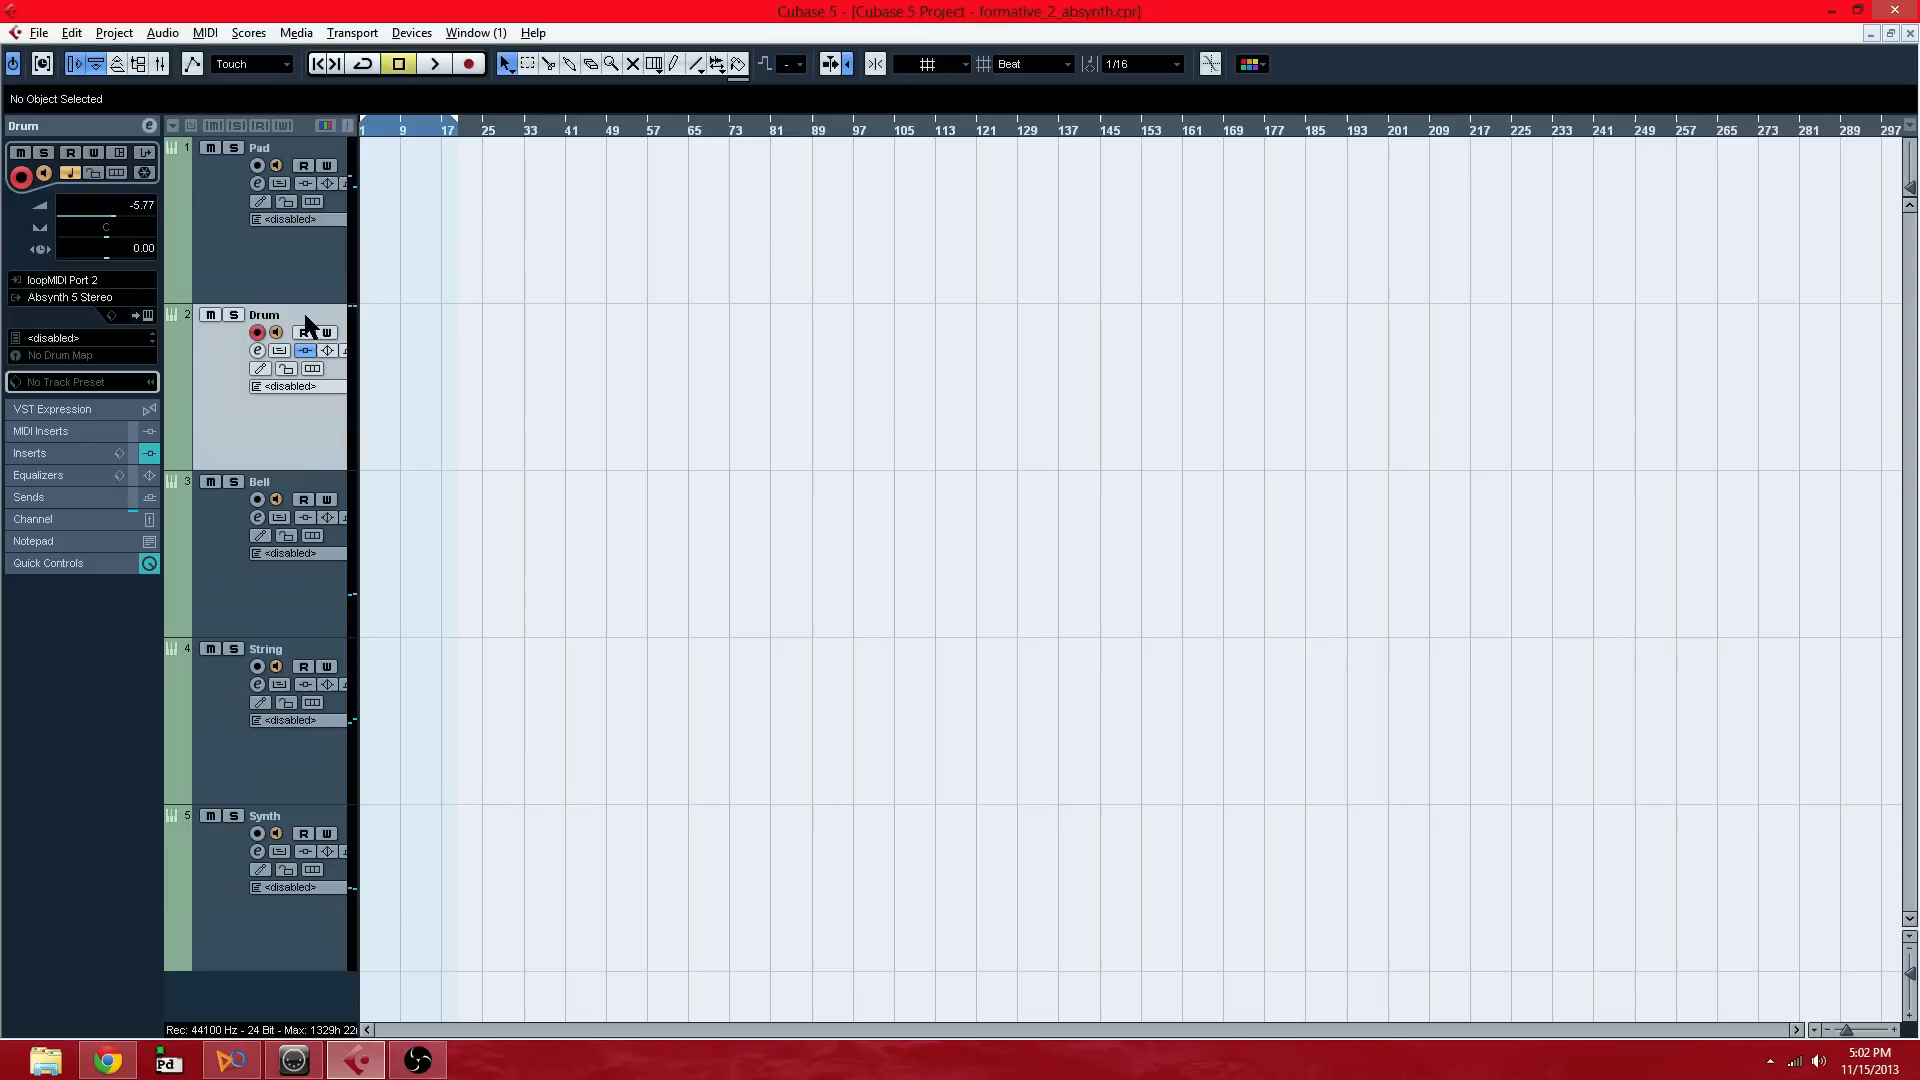 Cubase 5 - [Cubase 5 Project - formative_2_absynth.cpr]
File Edit Project Audio MIDI Scores Media Transport Devices Window (1) Help
Touch - Beat 1/16
No Object Selected
Drum
1 9 17 25 33 41 49 57 65 73 81 89 97 105 113 121 129 137 145 153 161 169 177 185 193 201 209 217 225 233 241 249 257 265 273 281 289 297
M S R W
-5.77
C
0.00
loopMIDI Port 2
Absynth 5 Stereo
<disabled>
No Drum Map
No Track Preset
VST Expression
MIDI Inserts
Inserts
Equalizers
Sends
Channel
Notepad
Quick Controls
1 m S Pad
R W
<disabled>
2 m S Drum
R W
<disabled>
3 m S Bell
R W
<disabled>
4 m S String
R W
<disabled>
5 m S Synth
R W
<disabled>
Rec: 44100 Hz - 24 Bit - Max: 1329h
Pd
5:02 PM
11/15/2013